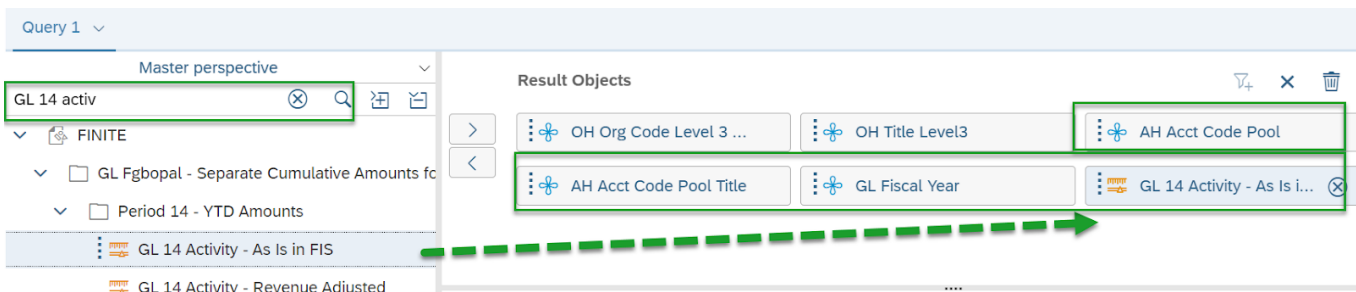 Query 1
Master perspective
GL 14 activ
FINITE
GL Fgbopal - Separate Cumulative Amounts fo
Period 14 - YTD Amounts
GL 14 Activity - As Is in FIS
GL 14 Activity - Revenue Adjusted
Result Objects
OH Org Code Level 3 ...
OH Title Level3
AH Acct Code Pool
AH Acct Code Pool Title
GL Fiscal Year
GL 14 Activity - As Is i...